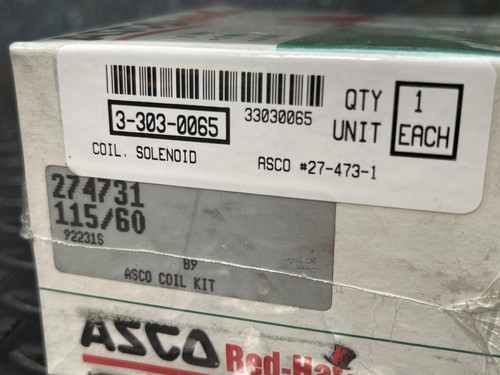 3-303-0065
33030065
QTY 1
UNIT EACH
COIL, SOLENOID
ASCO #27-473-1
274731
115/60
92231S
B9
ASCO COIL KIT
ASCO Red-Hat